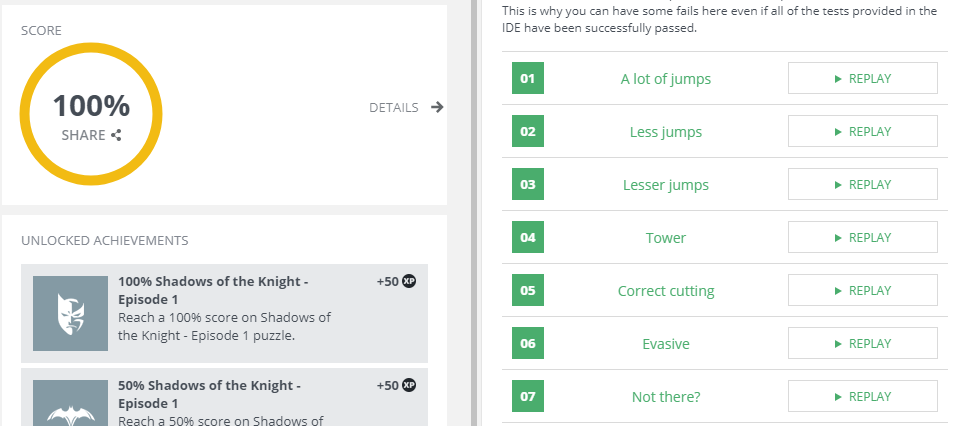 SCORE
100%
SHARE
DETAILS
UNLOCKED ACHIEVEMENTS
100% Shadows of the Knight -
Episode 1
Reach a 100% score on Shadows of
the Knight - Episode 1 puzzle.
+50 XP
50% Shadows of the Knight -
Episode 1
Reach a 50% score on Shadows of
+50 XP
This is why you can have some fails here even if all of the tests provided in the
IDE have been successfully passed.
01 A lot of jumps REPLAY
02 Less jumps REPLAY
03 Lesser jumps REPLAY
04 Tower REPLAY
05 Correct cutting REPLAY
06 Evasive REPLAY
07 Not there? REPLAY